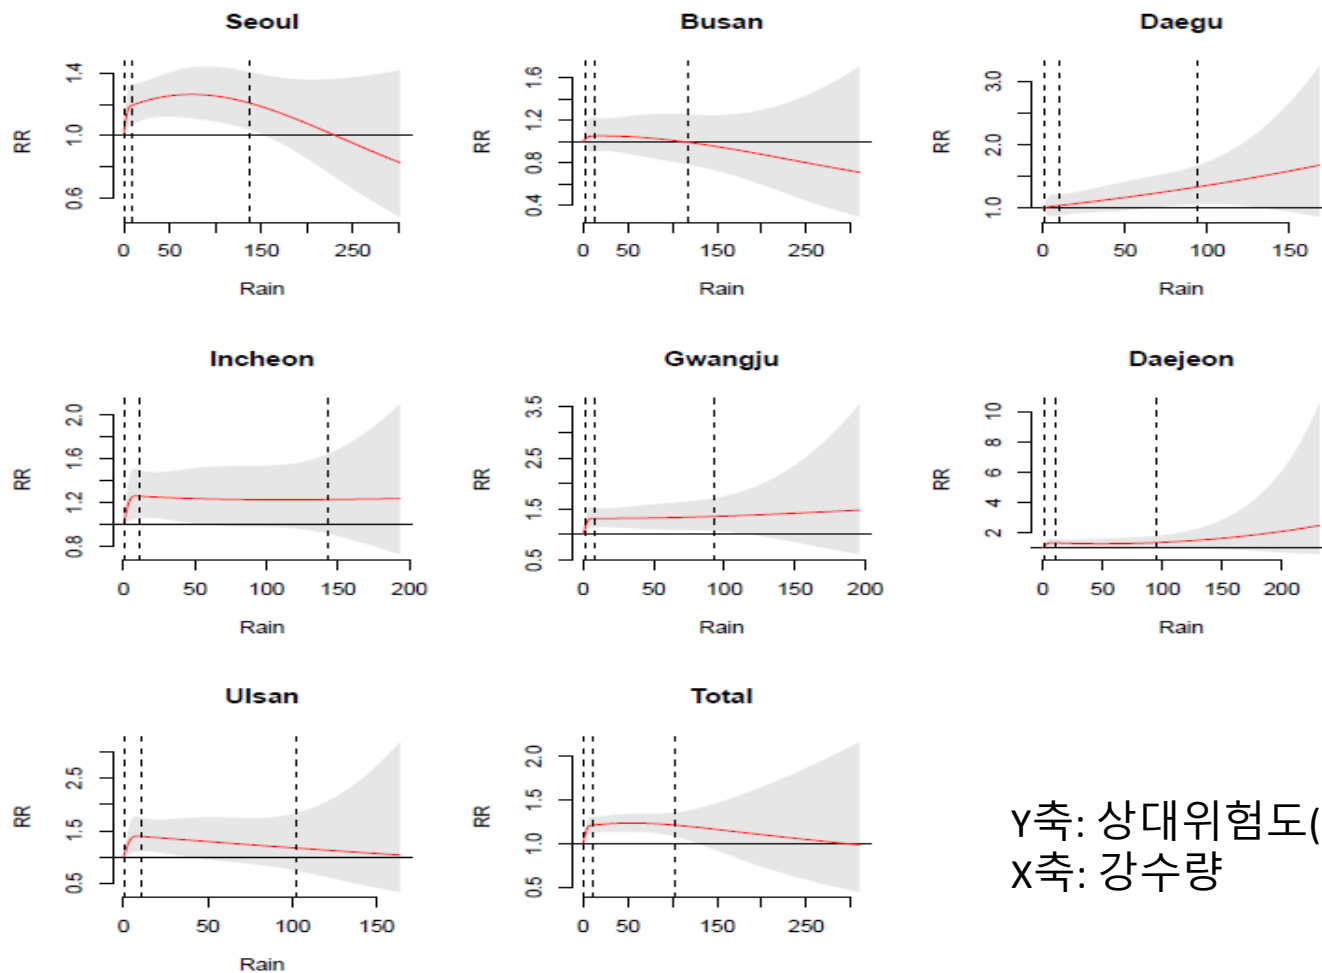 Seoul
Busan
Daegu
RR
0.6 1.0 1.4
0 50 150 250
Rain
RR
0.4 0.8 1.2 1.6
0 50 150 250
Rain
RR
1.0 2.0 3.0
0 50 100 150
Rain
Incheon
Gwangju
Daejeon
RR
0.8 1.2 1.6 2.0
0 50 100 150 200
Rain
RR
0.5 1.5 2.5 3.5
0 50 100 150 200
Rain
RR
2 4 6 8 10
0 50 100 150 200
Rain
Ulsan
Total
RR
0.5 1.5 2.5
0 50 100 150
Rain
RR
0.5 1.0 1.5 2.0
0 50 150 250
Rain
Y축: 상대위험도(
X축: 강수량